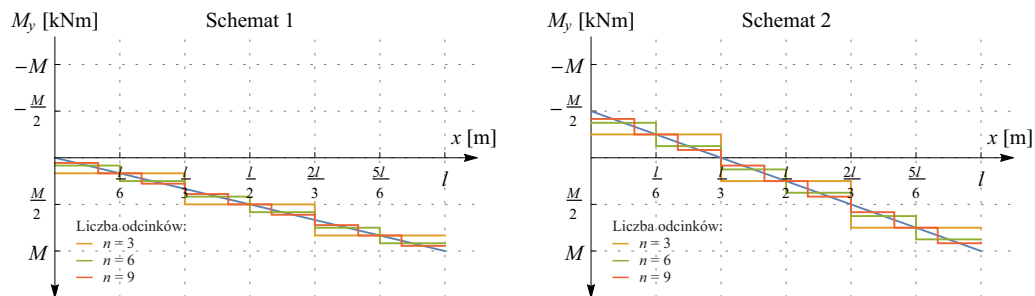 M_y [kNm]
Schemat 1
−M
−M/2
x [m]
l/6
l/3
l/2
2l/3
5l/6
l
M/2
M
Liczba odcinków:
n = 3
n = 6
n = 9
M_y [kNm]
Schemat 2
−M
−M/2
x [m]
l/6
l/3
l/2
2l/3
5l/6
l
M/2
M
Liczba odcinków:
n = 3
n = 6
n = 9